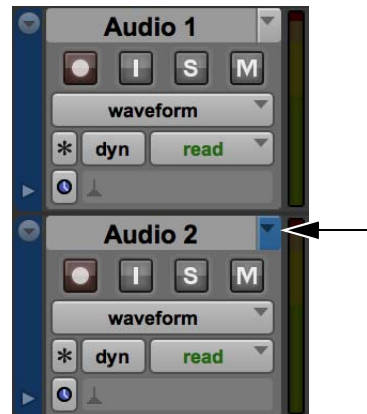 Audio 1
I S M
waveform
* dyn read
Audio 2
I S M
waveform
* dyn read